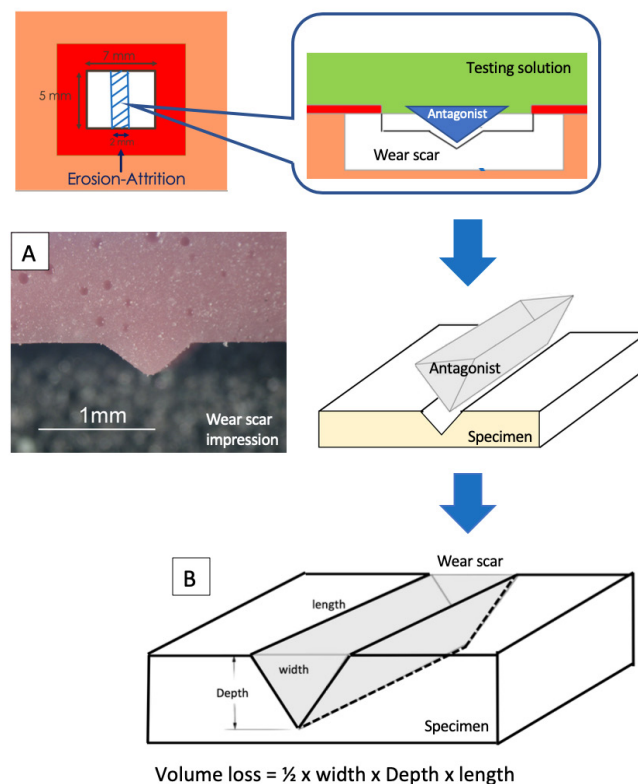 7 mm
5 mm
2 mm
Erosion-Attrition
Testing solution
Antagonist
Wear scar
A
1mm
Wear scar
impression
Antagonist
Specimen
B
Wear scar
length
width
Depth
Specimen
Volume loss = ½ x width x Depth x length